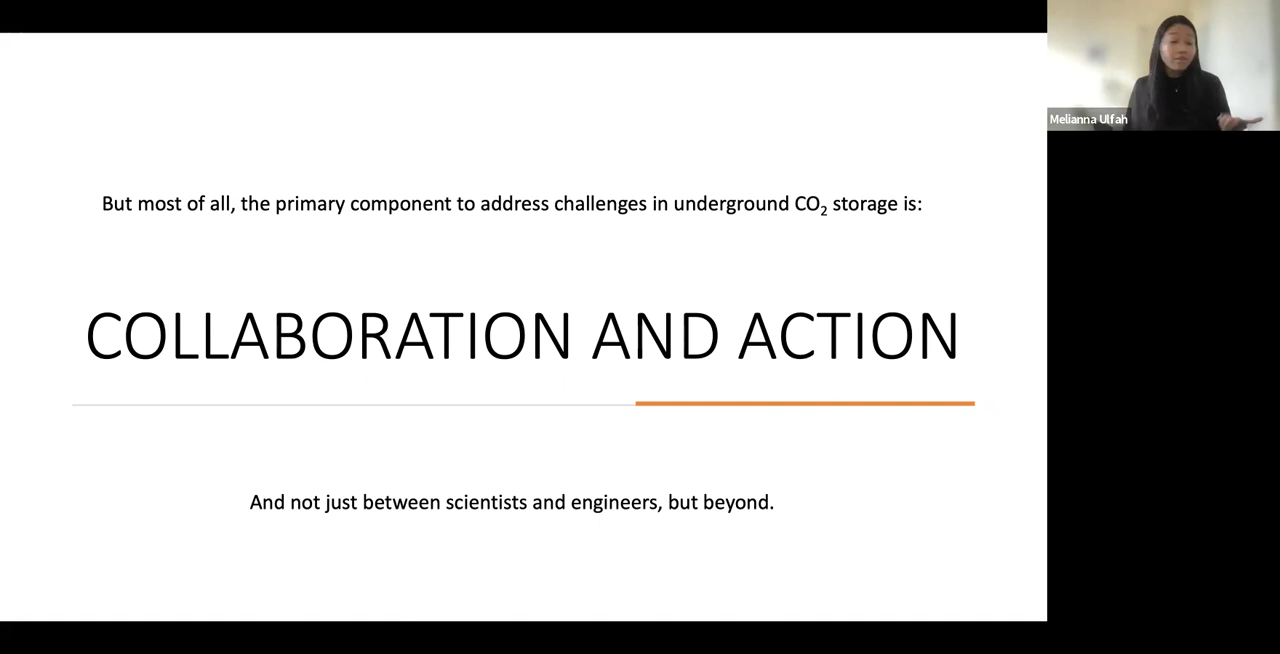 But most of all, the primary component to address challenges in underground CO₂ storage is:
COLLABORATION AND ACTION
And not just between scientists and engineers, but beyond.
Melianna Ulfah